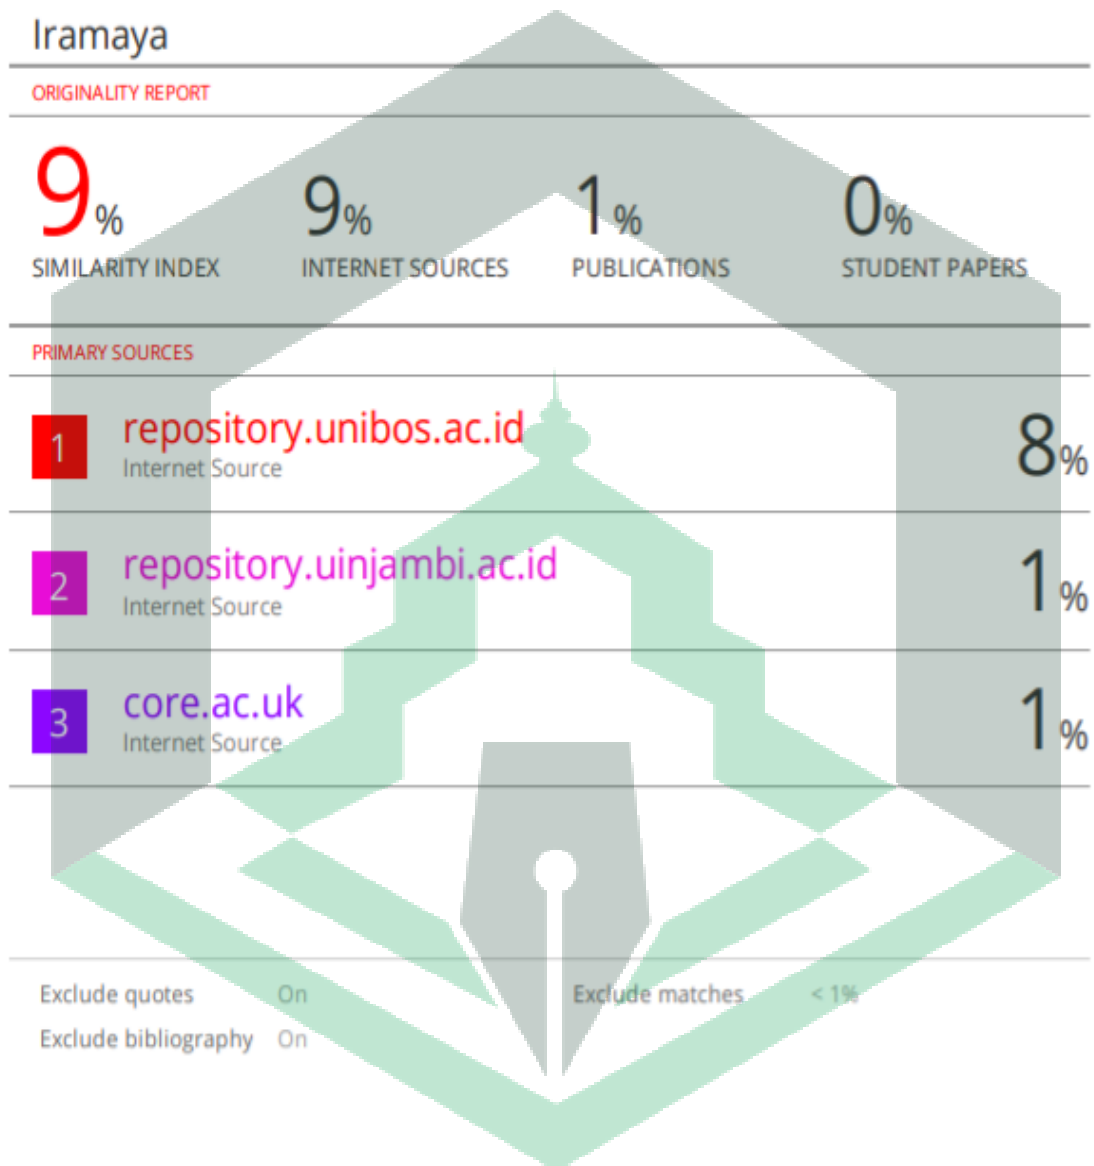 Iramaya
ORIGINALITY REPORT
9% 9% 1% 0%
SIMILARITY INDEX INTERNET SOURCES PUBLICATIONS STUDENT PAPERS
PRIMARY SOURCES
1 repository.unibos.ac.id 8%
Internet Source
2 repository.uinjambi.ac.id 1%
Internet Source
3 core.ac.uk 1%
Internet Source
Exclude quotes On Exclude matches < 1%
Exclude bibliography On